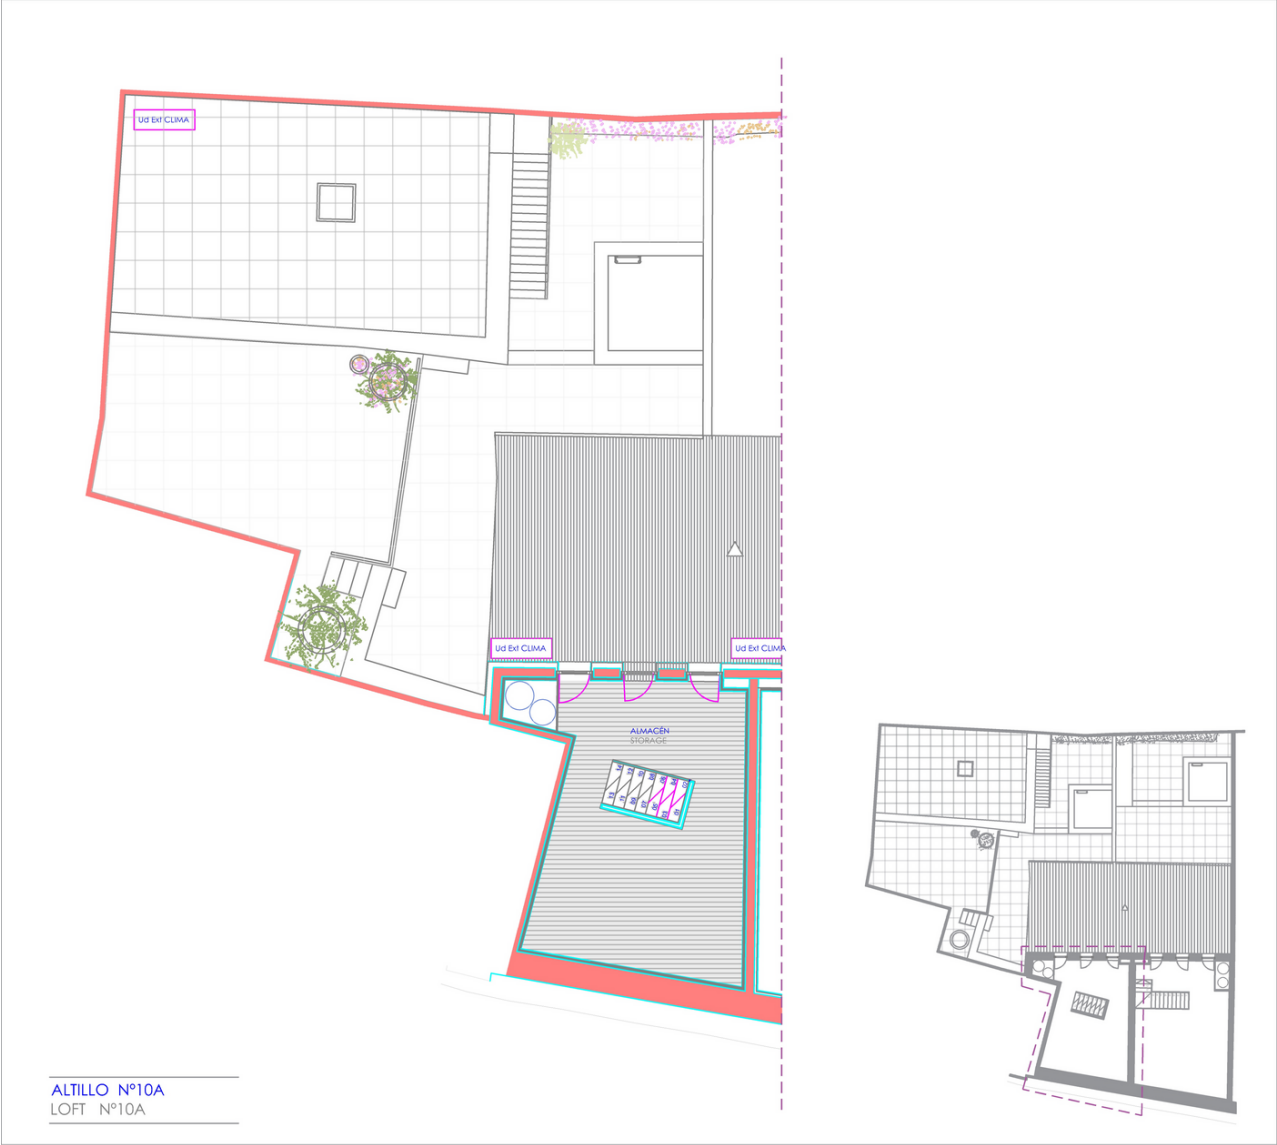 Ud Ext CLIMA
Ud Ext CLIMA
Ud Ext CLIMA
ALMACÉN
STORAGE
ALTILLO Nº10A
LOFT Nº10A